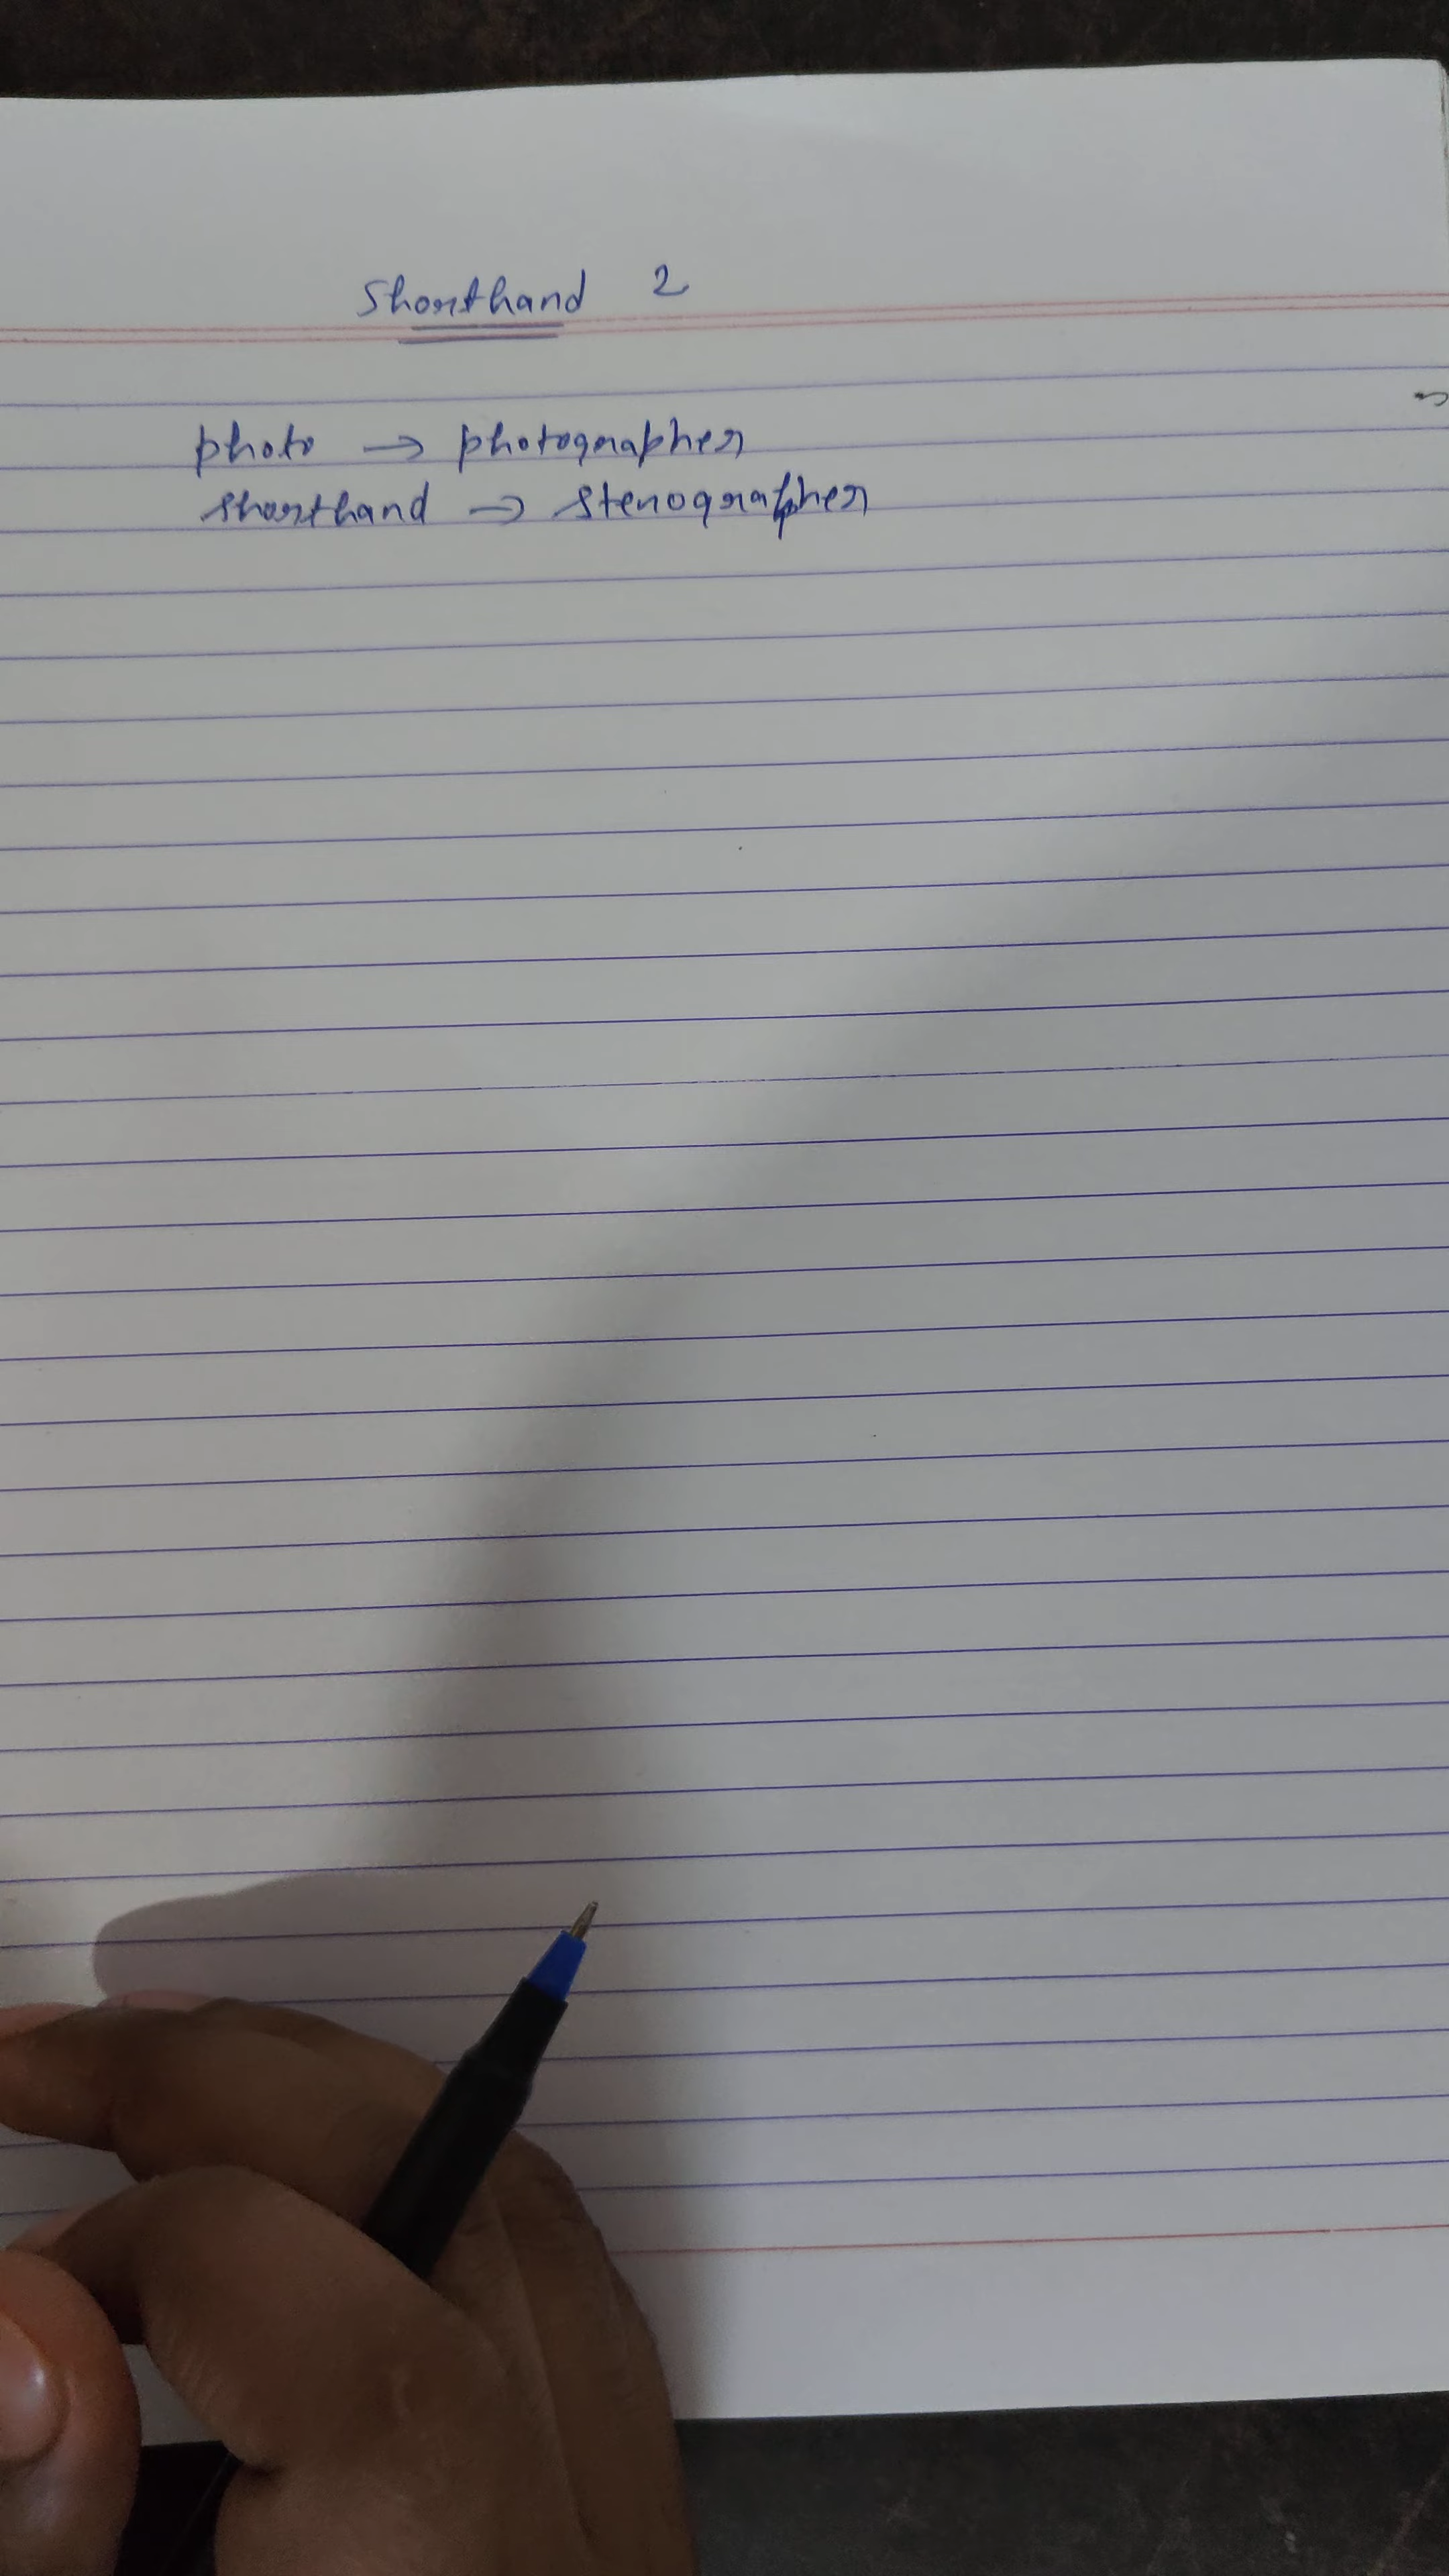 Shorthand 2
photo → photographer
shorthand → stenographer